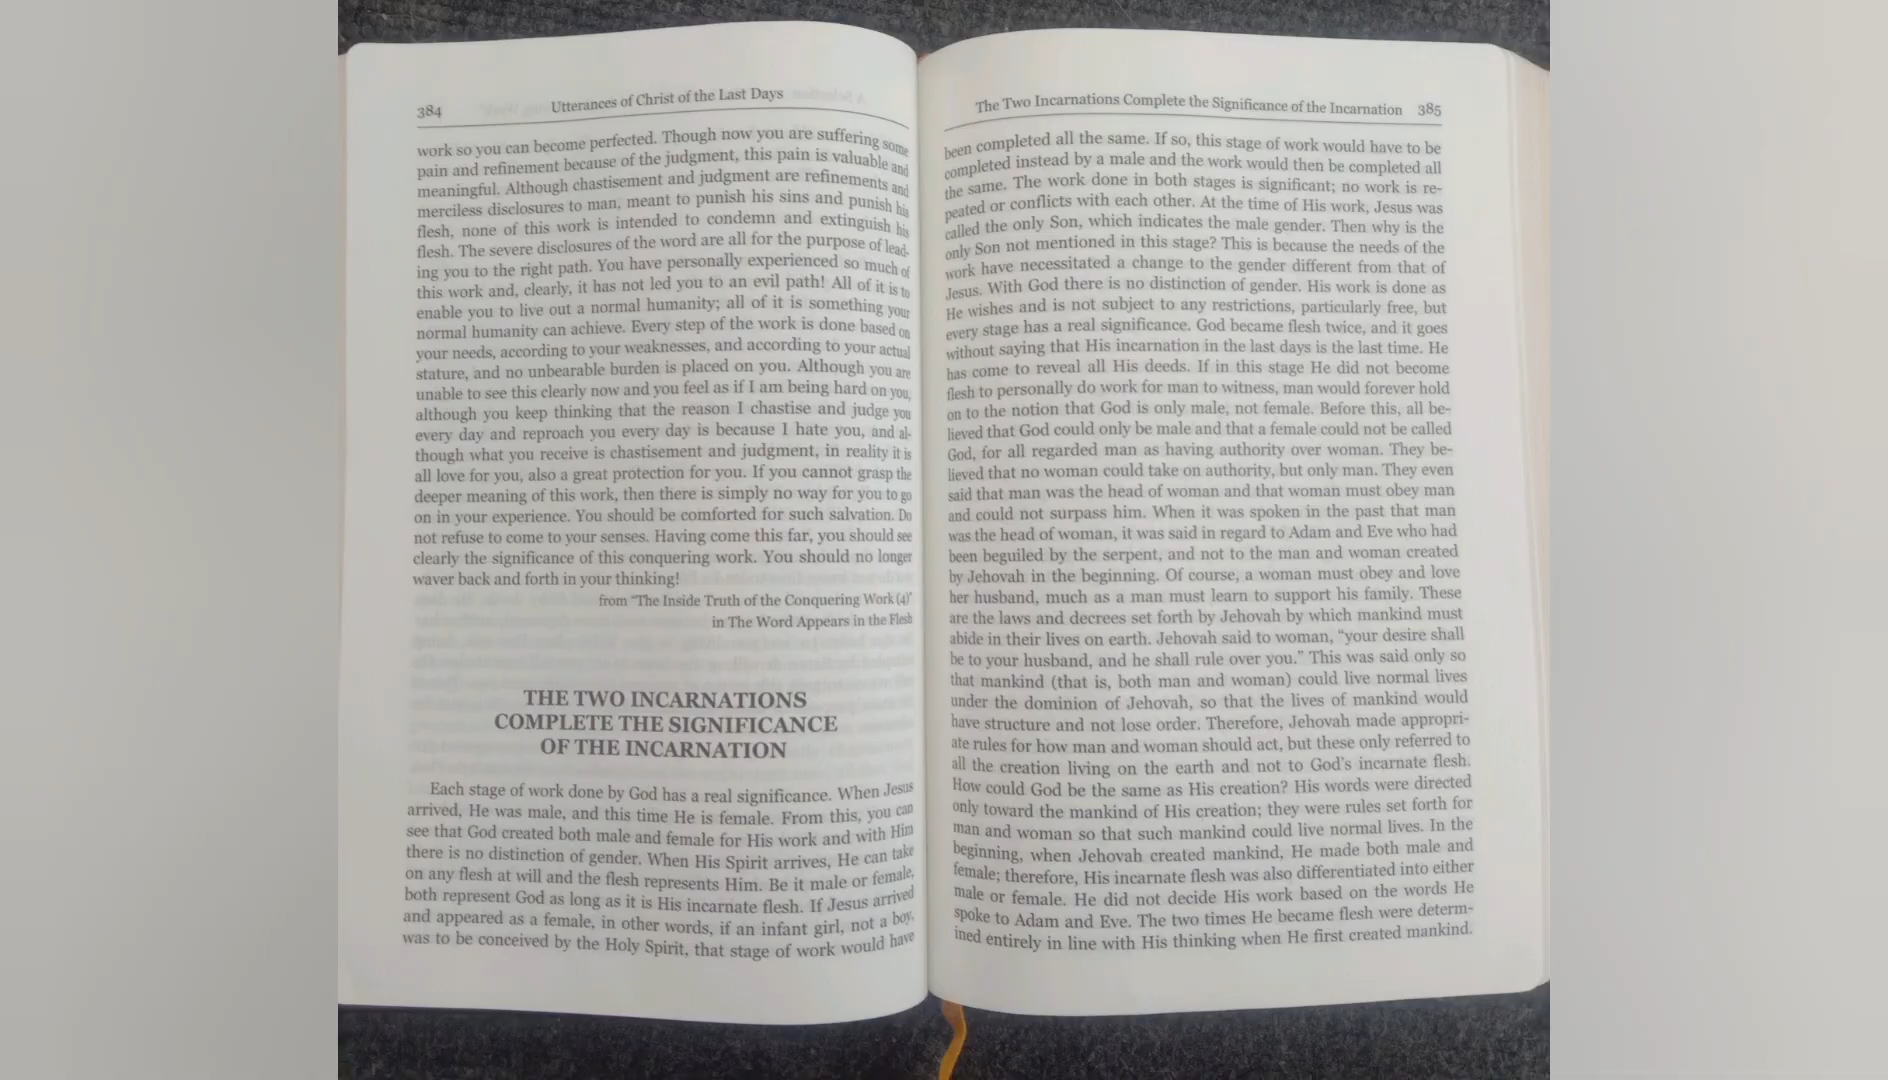 384 Utterances of Christ of the Last Days
work so you can become perfected. Though now you are suffering some
pain and refinement because of the judgment, this pain is valuable and
meaningful. Although chastisement and judgment are refinements and
merciless disclosures to man, meant to punish his sins and punish his
flesh, none of this work is intended to condemn and extinguish his
flesh. The severe disclosures of the word are all for the purpose of lead-
ing you to the right path. You have personally experienced so much of
this work and, clearly, it has not led you to an evil path! All of it is to
enable you to live out a normal humanity; all of it is something your
normal humanity can achieve. Every step of the work is done based on
your needs, according to your weaknesses, and according to your actual
stature, and no unbearable burden is placed on you. Although you are
unable to see this clearly now and you feel as if I am being hard on you,
although you keep thinking that the reason I chastise and judge you
every day and reproach you every day is because I hate you, and al-
though what you receive is chastisement and judgment, in reality it is
all love for you, also a great protection for you. If you cannot grasp the
deeper meaning of this work, then there is simply no way for you to go
on in your experience. You should be comforted for such salvation. Do
not refuse to come to your senses. Having come this far, you should see
clearly the significance of this conquering work. You should no longer
waver back and forth in your thinking!
from “The Inside Truth of the Conquering Work (4)”
in The Word Appears in the Flesh
THE TWO INCARNATIONS
COMPLETE THE SIGNIFICANCE
OF THE INCARNATION
Each stage of work done by God has a real significance. When Jesus
arrived, He was male, and this time He is female. From this, you can
see that God created both male and female for His work and with Him
there is no distinction of gender. When His Spirit arrives, He can take
on any flesh at will and the flesh represents Him. Be it male or female,
both represent God as long as it is His incarnate flesh. If Jesus arrived
and appeared as a female, in other words, if an infant girl, not a boy,
was to be conceived by the Holy Spirit, that stage of work would have
The Two Incarnations Complete the Significance of the Incarnation 385
been completed all the same. If so, this stage of work would have to be
completed instead by a male and the work would then be completed all
the same. The work done in both stages is significant; no work is re-
peated or conflicts with each other. At the time of His work, Jesus was
called the only Son, which indicates the male gender. Then why is the
only Son not mentioned in this stage? This is because the needs of the
work have necessitated a change to the gender different from that of
Jesus. With God there is no distinction of gender. His work is done as
He wishes and is not subject to any restrictions, particularly free, but
every stage has a real significance. God became flesh twice, and it goes
without saying that His incarnation in the last days is the last time. He
has come to reveal all His deeds. If in this stage He did not become
flesh to personally do work for man to witness, man would forever hold
on to the notion that God is only male, not female. Before this, all be-
lieved that God could only be male and that a female could not be called
God, for all regarded man as having authority over woman. They be-
lieved that no woman could take on authority, but only man. They even
said that man was the head of woman and that woman must obey man
and could not surpass him. When it was spoken in the past that man
was the head of woman, it was said in regard to Adam and Eve who had
been beguiled by the serpent, and not to the man and woman created
by Jehovah in the beginning. Of course, a woman must obey and love
her husband, much as a man must learn to support his family. These
are the laws and decrees set forth by Jehovah by which mankind must
abide in their lives on earth. Jehovah said to woman, “your desire shall
be to your husband, and he shall rule over you.” This was said only so
that mankind (that is, both man and woman) could live normal lives
under the dominion of Jehovah, so that the lives of mankind would
have structure and not lose order. Therefore, Jehovah made appropri-
ate rules for how man and woman should act, but these only referred to
all the creation living on the earth and not to God’s incarnate flesh.
How could God be the same as His creation? His words were directed
only toward the mankind of His creation; they were rules set forth for
man and woman so that such mankind could live normal lives. In the
beginning, when Jehovah created mankind, He made both male and
female; therefore, His incarnate flesh was also differentiated into either
male or female. He did not decide His work based on the words He
spoke to Adam and Eve. The two times He became flesh were determ-
ined entirely in line with His thinking when He first created mankind.